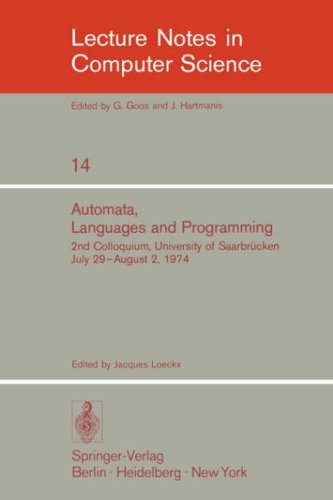 Lecture Notes in
Computer Science
Edited by G. Goos and J. Hartmanis
14
Automata,
Languages and Programming
2nd Colloquium, University of Saarbrücken
July 29–August 2, 1974
Edited by Jacques Loeckx
Springer-Verlag
Berlin · Heidelberg · New York